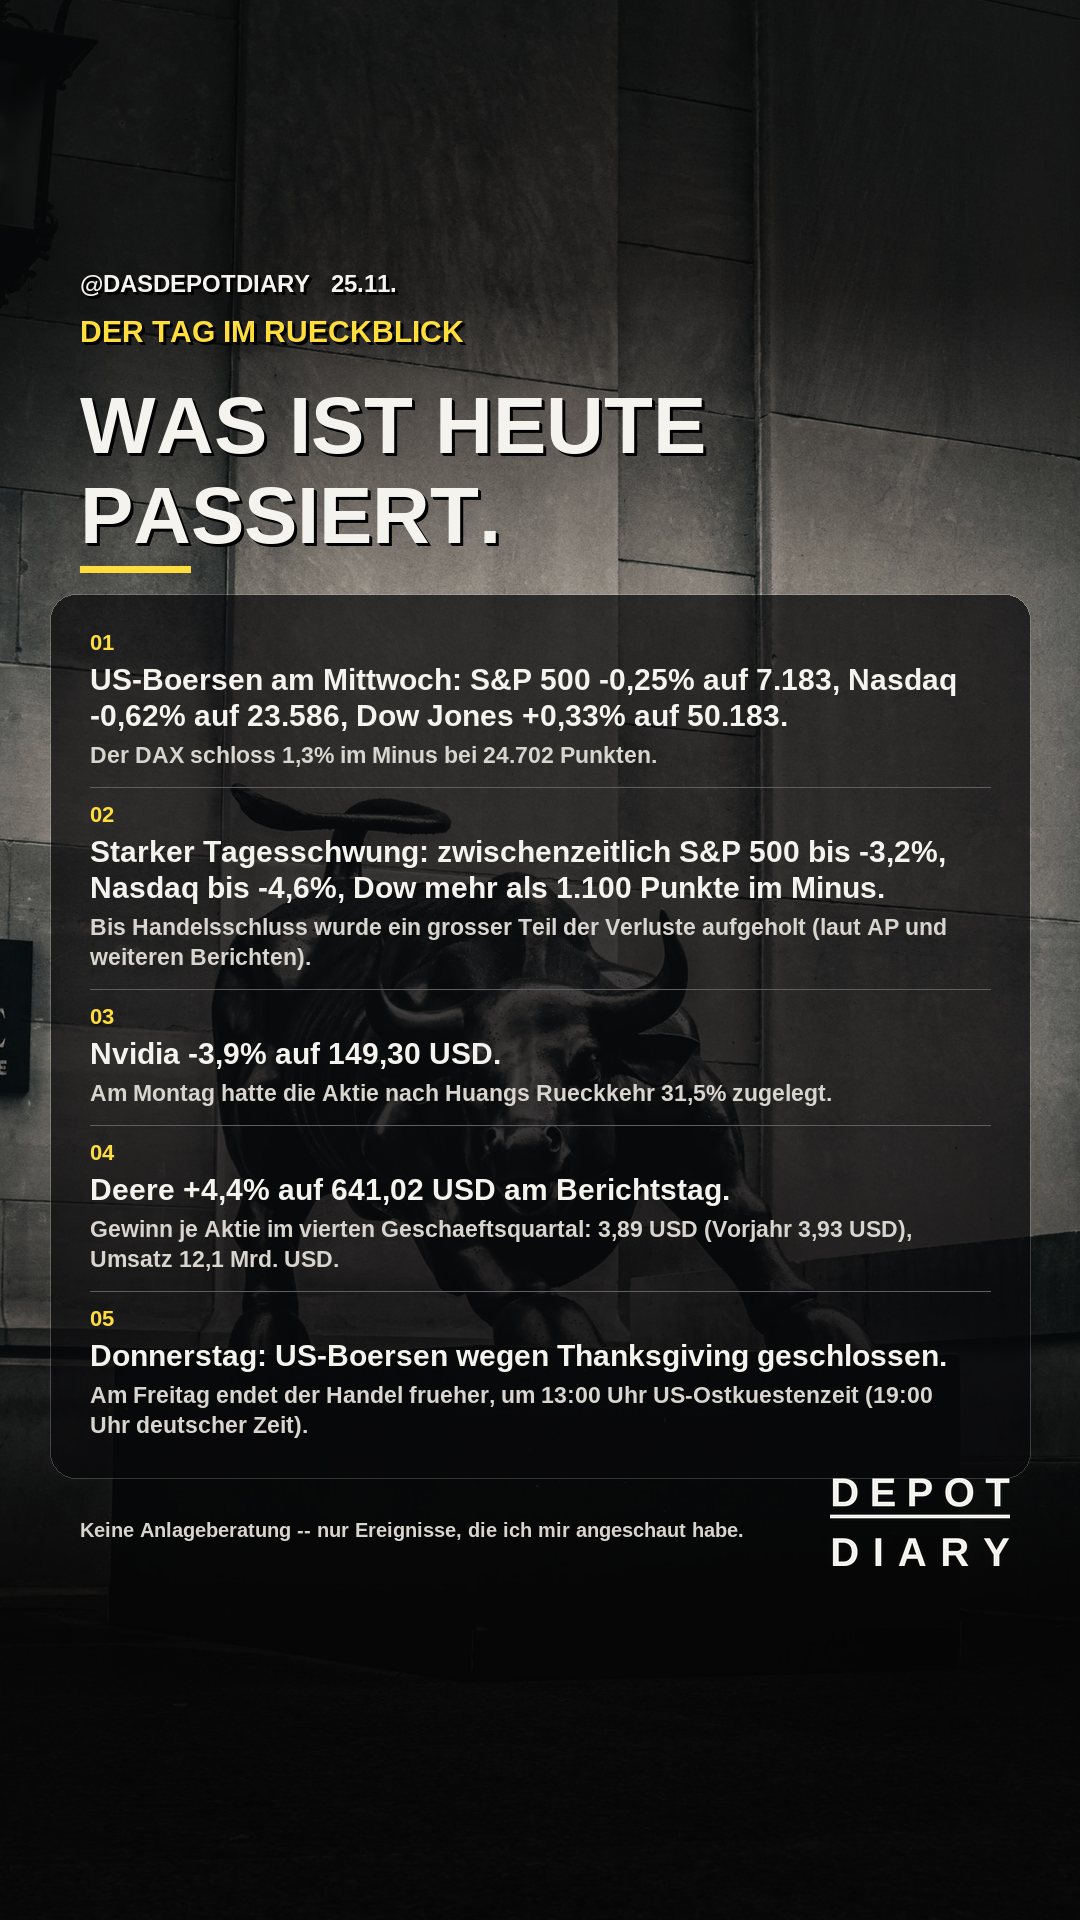 @DASDEPOTDIARY 25.11.
DER TAG IM RUECKBLICK
WAS IST HEUTE
PASSIERT.
01
US-Boersen am Mittwoch: S&P 500 -0,25% auf 7.183, Nasdaq
-0,62% auf 23.586, Dow Jones +0,33% auf 50.183.
Der DAX schloss 1,3% im Minus bei 24.702 Punkten.
02
Starker Tagesschwung: zwischenzeitlich S&P 500 bis -3,2%,
Nasdaq bis -4,6%, Dow mehr als 1.100 Punkte im Minus.
Bis Handelsschluss wurde ein grosser Teil der Verluste aufgeholt (laut AP und
weiteren Berichten).
03
Nvidia -3,9% auf 149,30 USD.
Am Montag hatte die Aktie nach Huangs Rueckkehr 31,5% zugelegt.
04
Deere +4,4% auf 641,02 USD am Berichtstag.
Gewinn je Aktie im vierten Geschaeftsquartal: 3,89 USD (Vorjahr 3,93 USD),
Umsatz 12,1 Mrd. USD.
05
Donnerstag: US-Boersen wegen Thanksgiving geschlossen.
Am Freitag endet der Handel frueher, um 13:00 Uhr US-Ostkuestenzeit (19:00
Uhr deutscher Zeit).
Keine Anlageberatung -- nur Ereignisse, die ich mir angeschaut habe.
DEPOT
DIARY